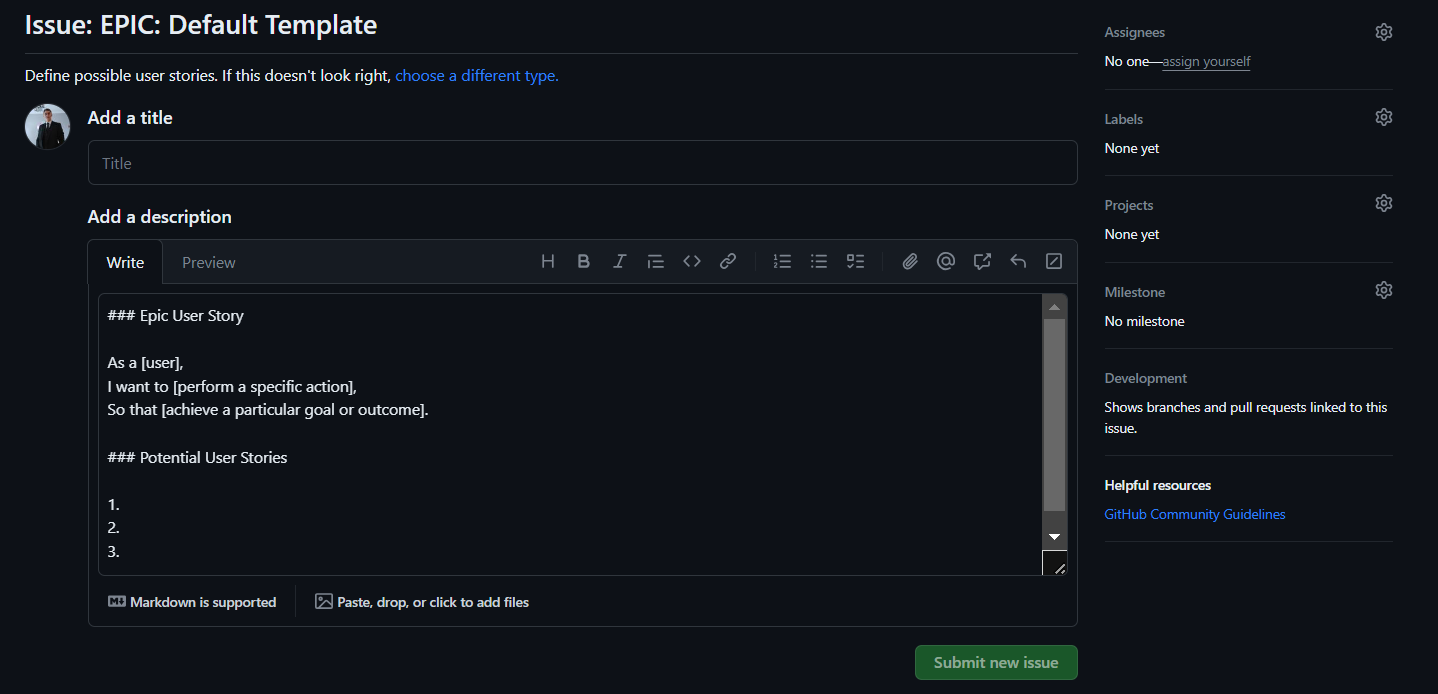 Issue: EPIC: Default Template
Define possible user stories. If this doesn't look right, choose a different type.
Add a title
Title
Add a description
Write
Preview
### Epic User Story
As a [user],
I want to [perform a specific action],
So that [achieve a particular goal or outcome].
### Potential User Stories
1.
2.
3.
Markdown is supported
Paste, drop, or click to add files
Submit new issue
Assignees
No one—assign yourself
Labels
None yet
Projects
None yet
Milestone
No milestone
Development
Shows branches and pull requests linked to this
issue.
Helpful resources
GitHub Community Guidelines